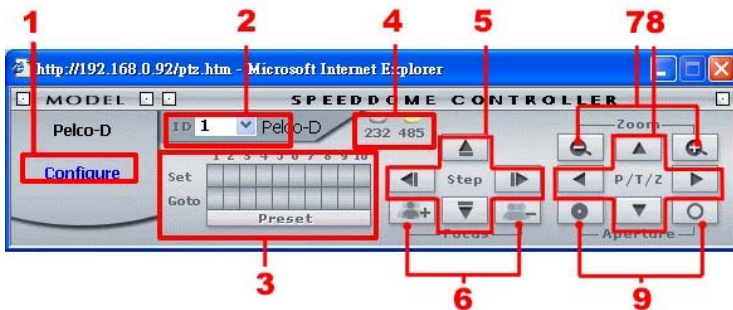 1 2 4 5 78
http://192.168.0.92/ptz.htm - Microsoft Internet Explorer
MODEL SPEEDDOME CONTROLLER
Pelco-D
ID 1 Pelco-D
232 485
Zoom
Configure
1 2 3 4 5 6 7 8 9 10
Set
Step
P/T/Z
Goto
Preset
Focus
Aperture
3 6 9